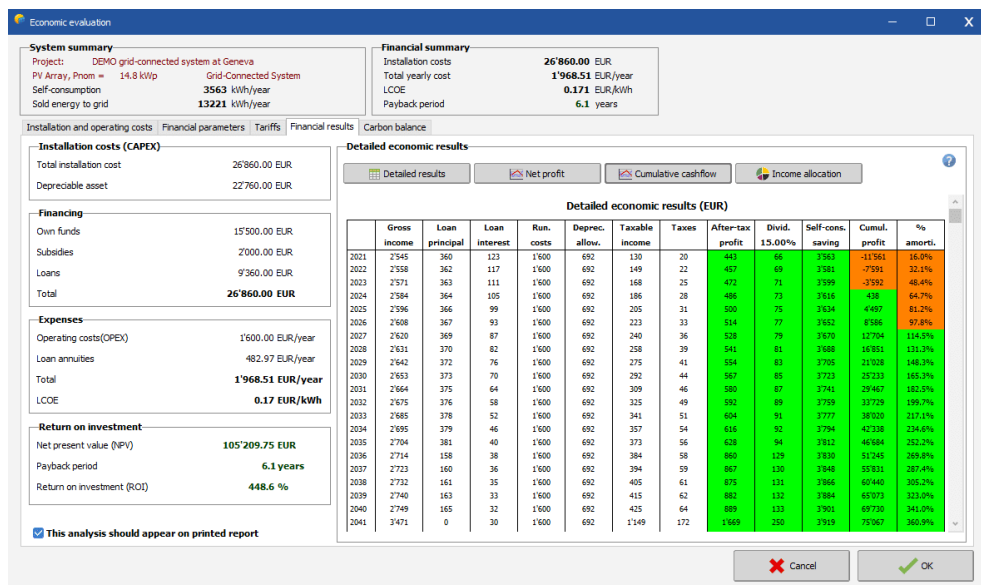 Economic evaluation
System summary
Project: DEMO grid-connected system at Geneva
PV Array, Pnom = 14.8 kWp Grid-Connected System
Self-consumption 3563 kWh/year
Sold energy to grid 13221 kWh/year
Financial summary
Installation costs 26'860.00 EUR
Total yearly cost 1'968.51 EUR/year
LCOE 0.171 EUR/kWh
Payback period 6.1 years
Installation and operating costs Financial parameters Tariffs Financial results Carbon balance
Installation costs (CAPEX)
Total installation cost 26'860.00 EUR
Depreciable asset 22'760.00 EUR
Financing
Own funds 15'500.00 EUR
Subsidies 2'000.00 EUR
Loans 9'360.00 EUR
Total 26'860.00 EUR
Expenses
Operating costs(OPEX) 1'600.00 EUR/year
Loan annuities 482.97 EUR/year
Total 1'968.51 EUR/year
LCOE 0.17 EUR/kWh
Return on investment
Net present value (NPV) 105'209.75 EUR
Payback period 6.1 years
Return on investment (ROI) 448.6 %
This analysis should appear on printed report
Detailed economic results
Detailed results Net profit Cumulative cashflow Income allocation
Detailed economic results (EUR)
Gross Loan Loan Run. Deprec. Taxable Taxes After-tax Divid. Self-cons. Cumul. %
income principal interest costs allow. income profit 15.00% saving profit amorti.
2021 2'545 360 123 1'600 692 130 20 443 66 3'563 -11'561 16.0%
2022 2'558 362 117 1'600 692 149 22 457 69 3'581 -7'591 32.1%
2023 2'571 363 111 1'600 692 168 25 472 71 3'599 -3'592 48.4%
2024 2'584 364 105 1'600 692 186 28 486 73 3'616 438 64.7%
2025 2'596 366 99 1'600 692 205 31 500 75 3'634 4'497 81.2%
2026 2'608 367 93 1'600 692 223 33 514 77 3'652 8'586 97.8%
2027 2'620 369 87 1'600 692 240 36 528 79 3'670 12'704 114.5%
2028 2'631 370 82 1'600 692 258 39 541 81 3'688 16'851 131.3%
2029 2'642 372 76 1'600 692 275 41 554 83 3'705 21'028 148.3%
2030 2'653 373 70 1'600 692 292 44 567 85 3'723 25'233 165.3%
2031 2'664 375 64 1'600 692 309 46 580 87 3'741 29'467 182.5%
2032 2'675 376 58 1'600 692 325 49 592 89 3'759 33'729 199.7%
2033 2'685 378 52 1'600 692 341 51 604 91 3'777 38'020 217.1%
2034 2'695 379 46 1'600 692 357 54 616 92 3'794 42'338 234.6%
2035 2'704 381 40 1'600 692 373 56 628 94 3'812 46'684 252.2%
2036 2'714 158 38 1'600 692 384 58 860 129 3'830 51'245 269.8%
2037 2'723 160 36 1'600 692 394 59 867 130 3'848 55'831 287.4%
2038 2'732 161 35 1'600 692 405 61 875 131 3'866 60'440 305.2%
2039 2'740 163 33 1'600 692 415 62 882 132 3'884 65'073 323.0%
2040 2'749 165 32 1'600 692 425 64 889 133 3'901 69'730 341.0%
2041 3'471 0 30 1'600 692 1'149 172 1'669 250 3'919 75'067 360.9%
Cancel OK